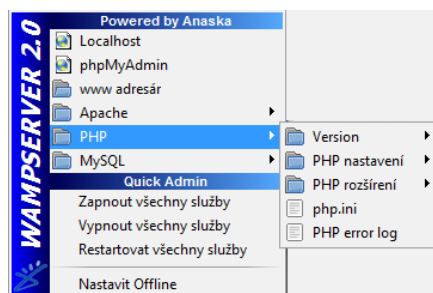 WAMPSERVER 2.0
Powered by Anaska
Localhost
phpMyAdmin
www adresár
Apache
PHP
MySQL
Quick Admin
Zapnout všechny služby
Vypnout všechny služby
Restartovat všechny služby
Nastavit Offline
Version
PHP nastavení
PHP rozšírení
php.ini
PHP error log